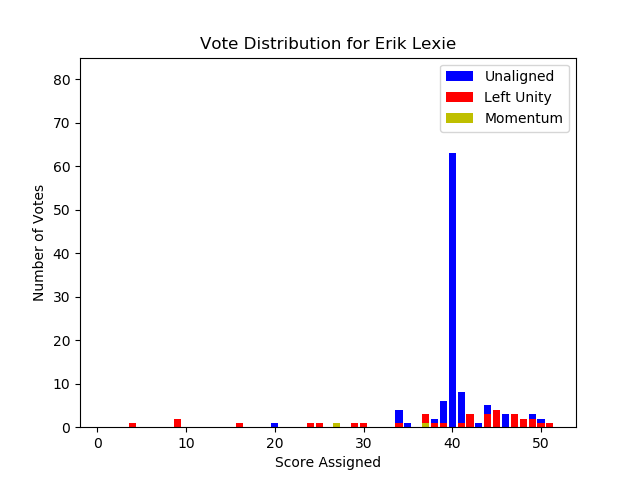 Vote Distribution for Erik Lexie
Unaligned
Left Unity
Momentum
Number of Votes
80
70
60
50
40
30
20
10
0
0 10 20 30 40 50
Score Assigned